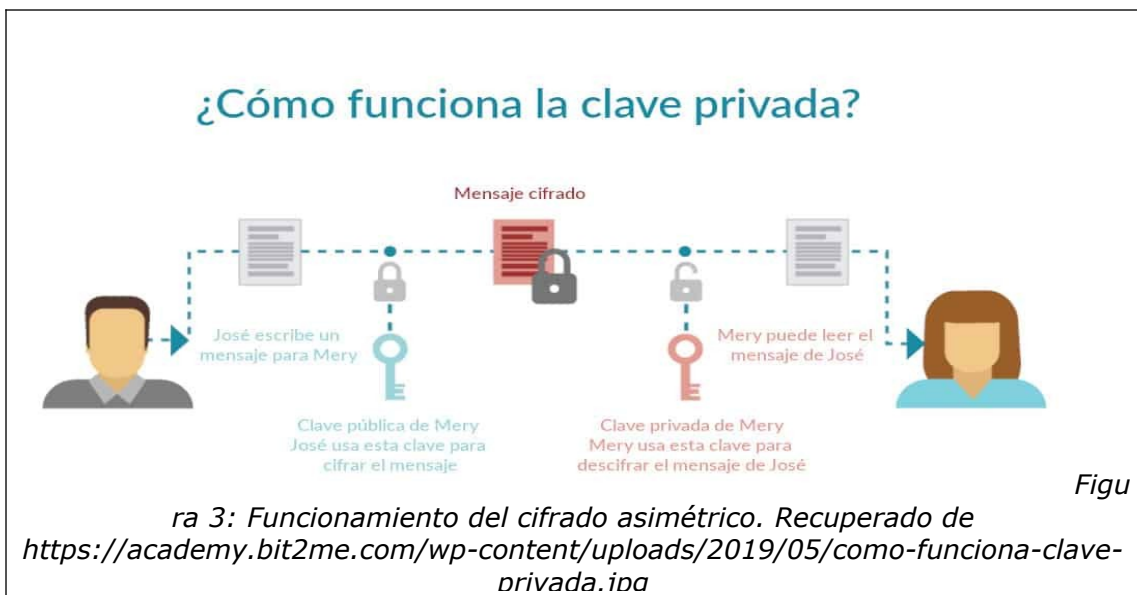 ¿Cómo funciona la clave privada?
Mensaje cifrado
José escribe un
mensaje para Mery
Mery puede leer el
mensaje de José
Clave pública de Mery
José usa esta clave para
cifrar el mensaje
Clave privada de Mery
Mery usa esta clave para
descifrar el mensaje de José
Figu
ra 3: Funcionamiento del cifrado asimétrico. Recuperado de
https://academy.bit2me.com/wp-content/uploads/2019/05/como-funciona-clave-
privada.jpg